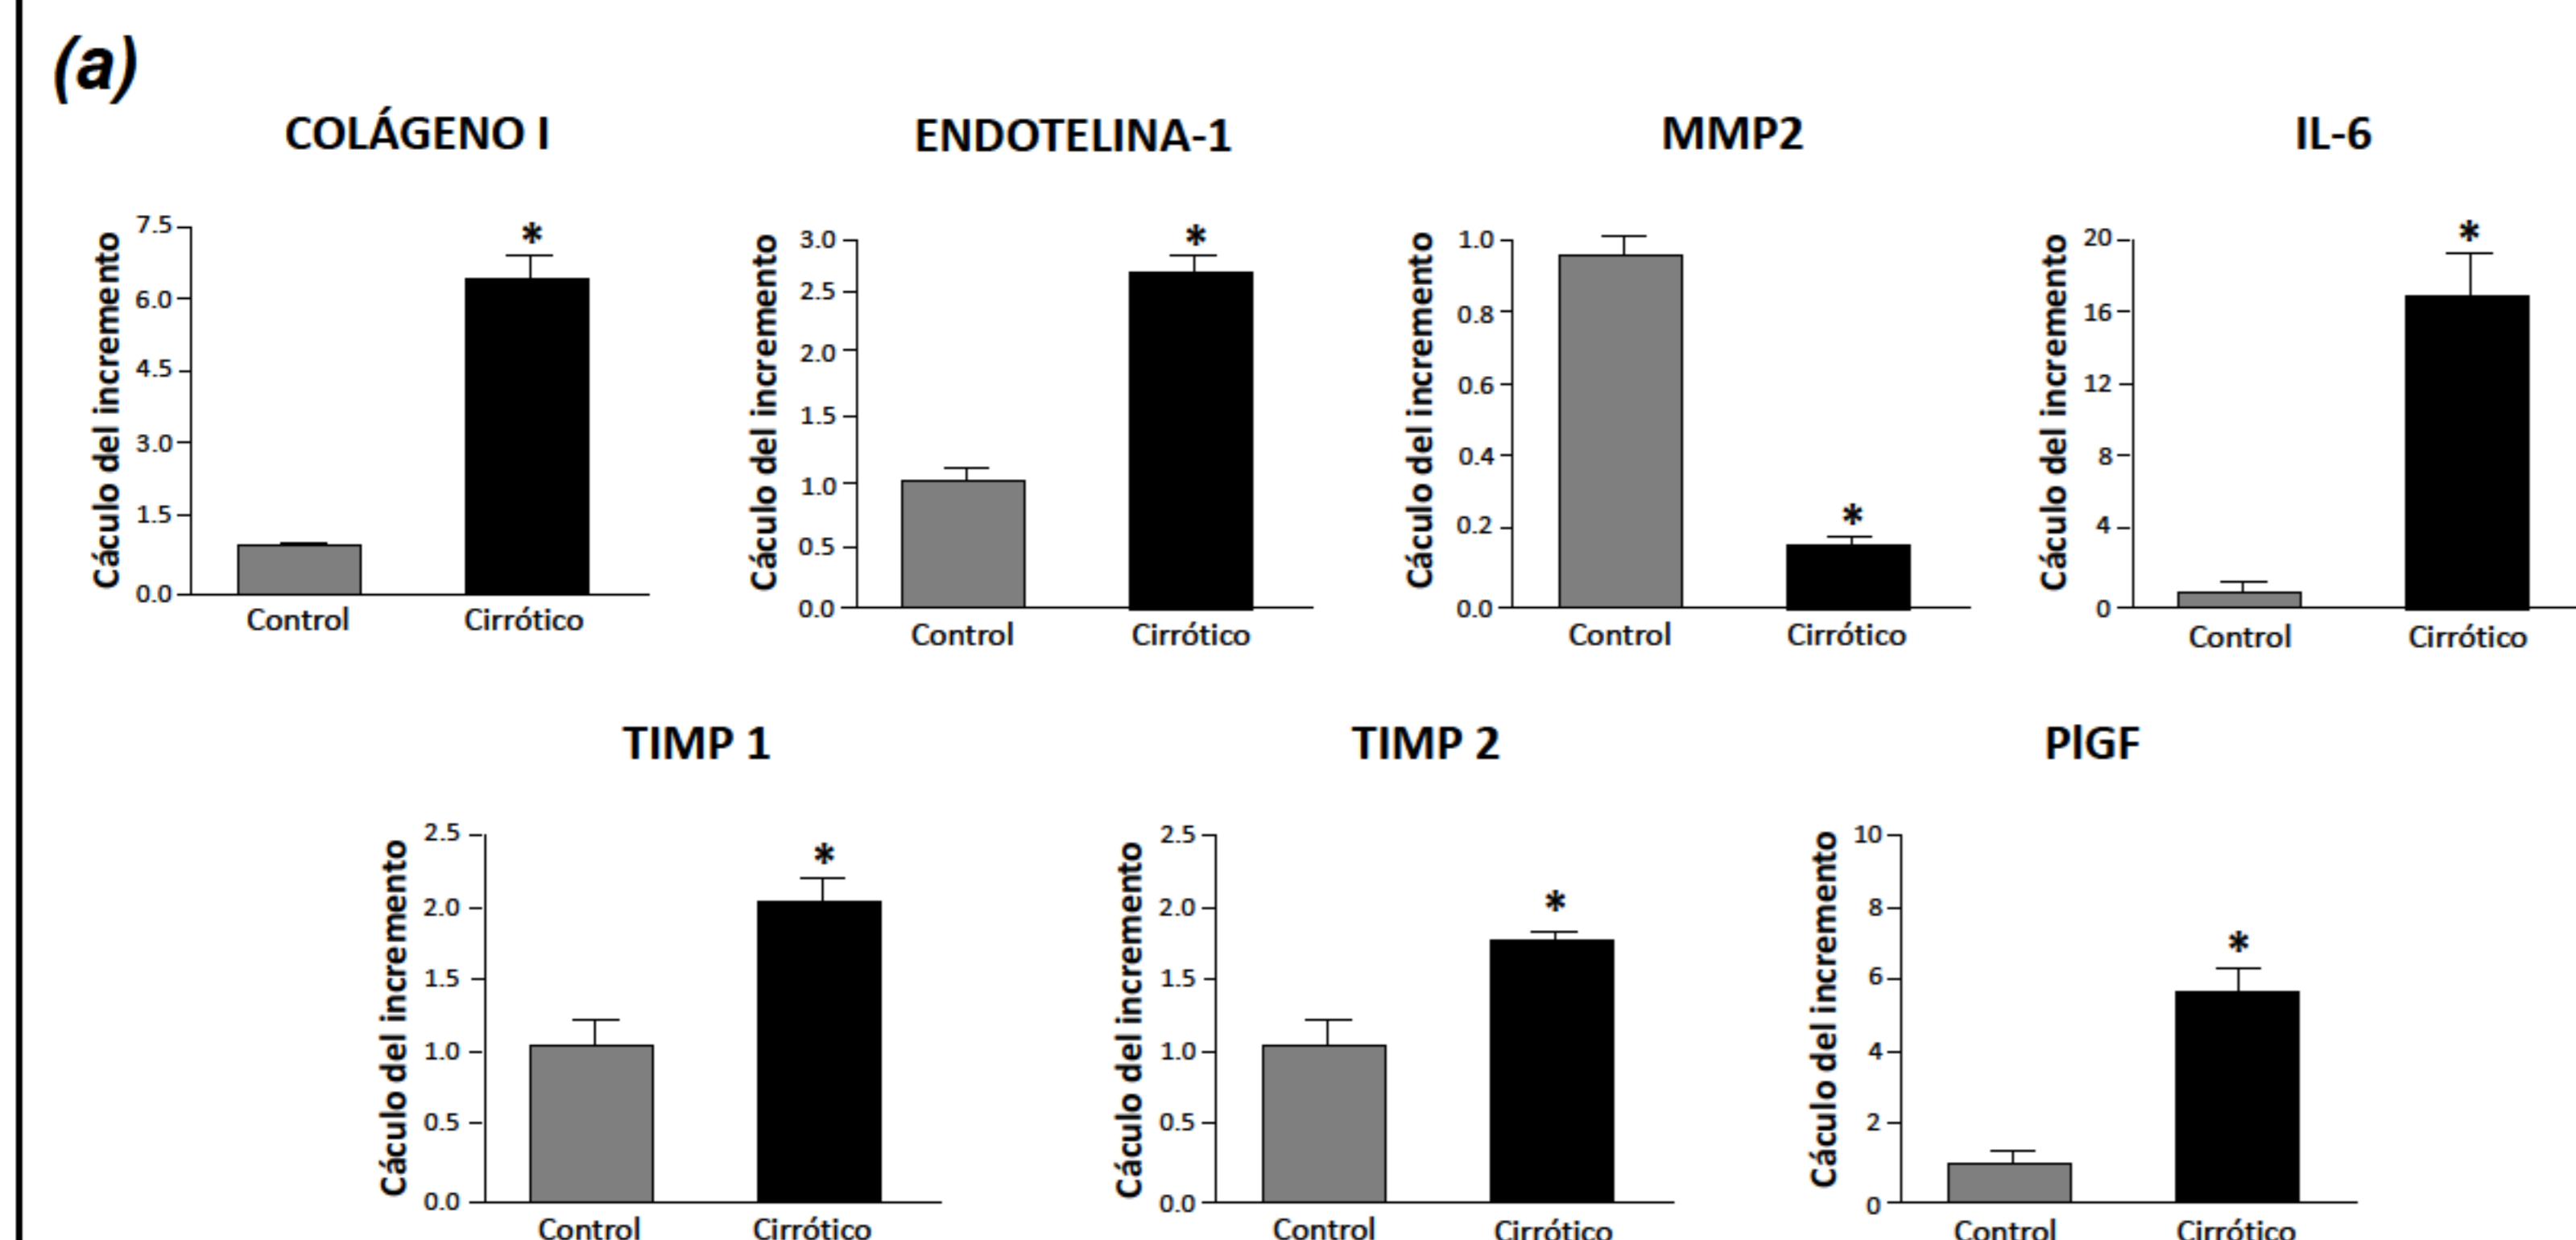 (a)
COLÁGENO I
Cáculo del incremento
7.5
6.0
4.5
3.0
1.5
0.0
*
Control
Cirrótico
ENDOTELINA-1
Cáculo del incremento
3.0
2.5
2.0
1.5
1.0
0.5
0.0
*
Control
Cirrótico
MMP2
Cáculo del incremento
1.0
0.8
0.6
0.4
0.2
0.0
*
Control
Cirrótico
IL-6
Cáculo del incremento
20
16
12
8
4
0
*
Control
Cirrótico
TIMP 1
Cáculo del incremento
2.5
2.0
1.5
1.0
0.5
0.0
*
Control
Cirrótico
TIMP 2
Cáculo del incremento
2.5
2.0
1.5
1.0
0.5
0.0
*
Control
Cirrótico
PlGF
Cáculo del incremento
10
8
6
4
2
0
*
Control
Cirrótico